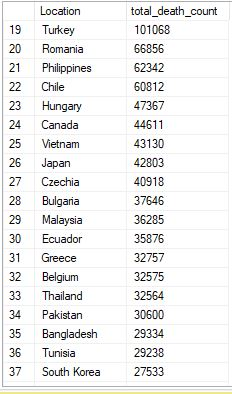 Location total_death_count
19 Turkey 101068
20 Romania 66856
21 Philippines 62342
22 Chile 60812
23 Hungary 47367
24 Canada 44611
25 Vietnam 43130
26 Japan 42803
27 Czechia 40918
28 Bulgaria 37646
29 Malaysia 36285
30 Ecuador 35876
31 Greece 32757
32 Belgium 32575
33 Thailand 32564
34 Pakistan 30600
35 Bangladesh 29334
36 Tunisia 29238
37 South Korea 27533